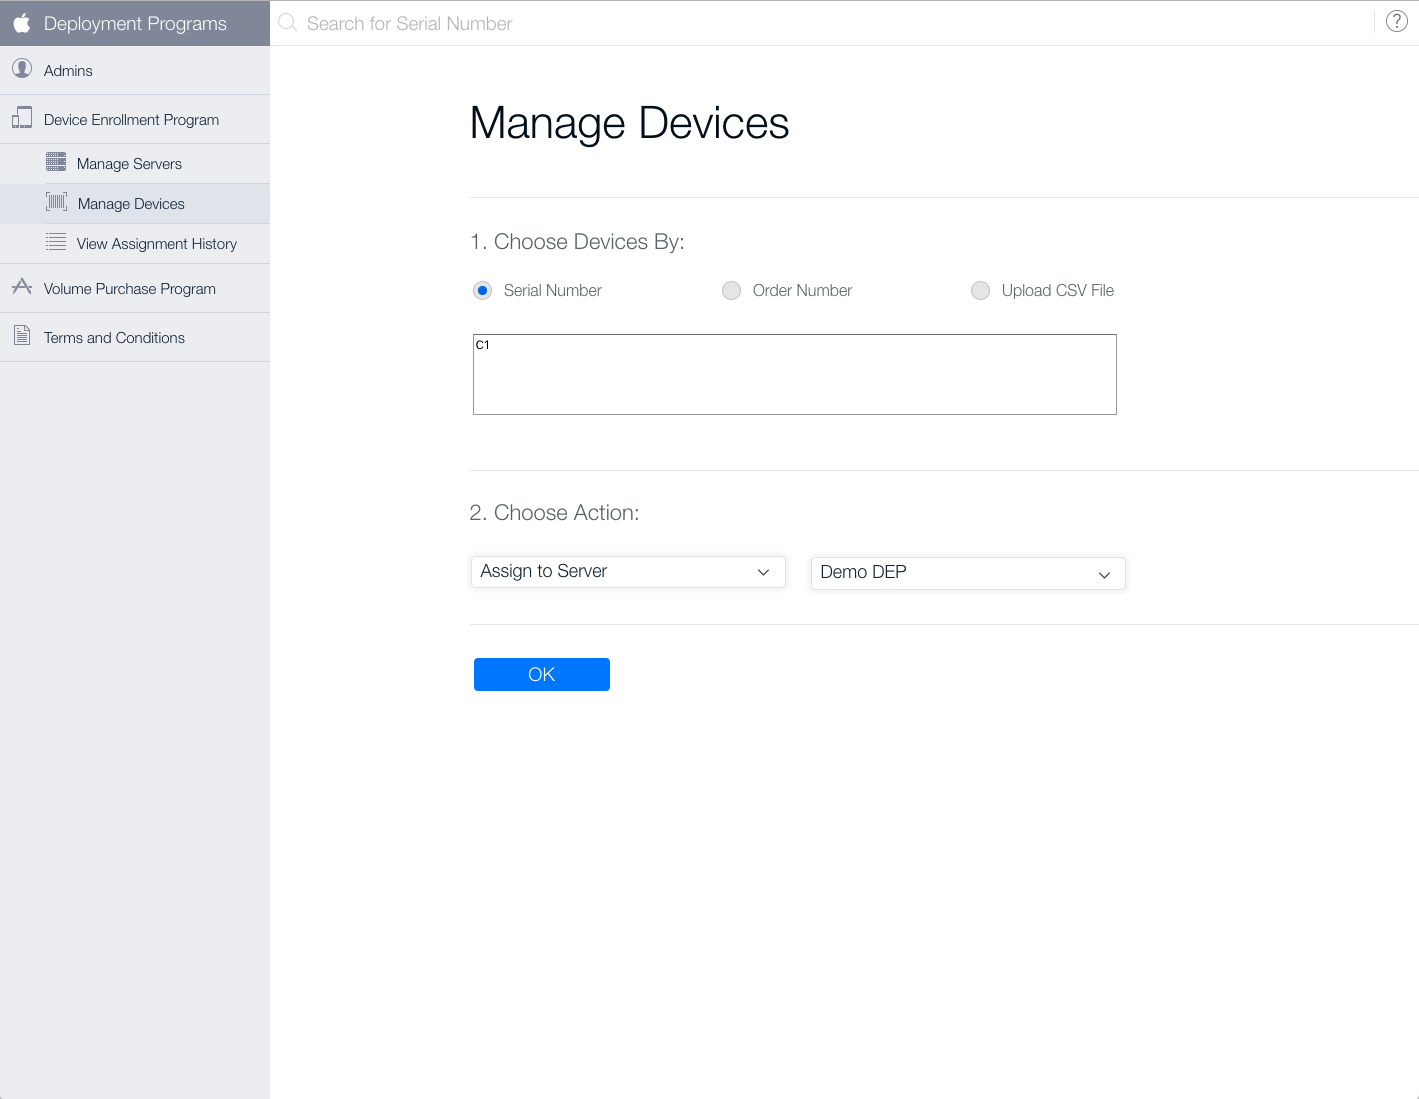 Deployment Programs
Search for Serial Number
?
Admins
Device Enrollment Program
Manage Servers
Manage Devices
View Assignment History
Volume Purchase Program
Terms and Conditions
Manage Devices
1. Choose Devices By:
Serial Number
Order Number
Upload CSV File
C1
2. Choose Action:
Assign to Server
Demo DEP
OK